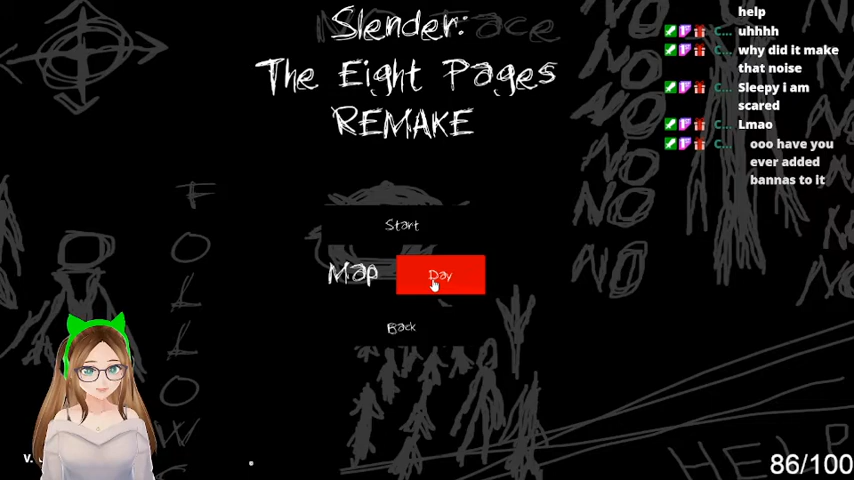 Slender:
The Eight Pages
REMAKE
Start
Map
Day
Back
F
O
L
L
O
W
NO
NO
NO
NO
NO
HELP
help
uhhhh
C... why did it make
that noise
C... Sleepy i am
scared
C... Lmao
C... ooo have you
ever added
bannas to it
86/100